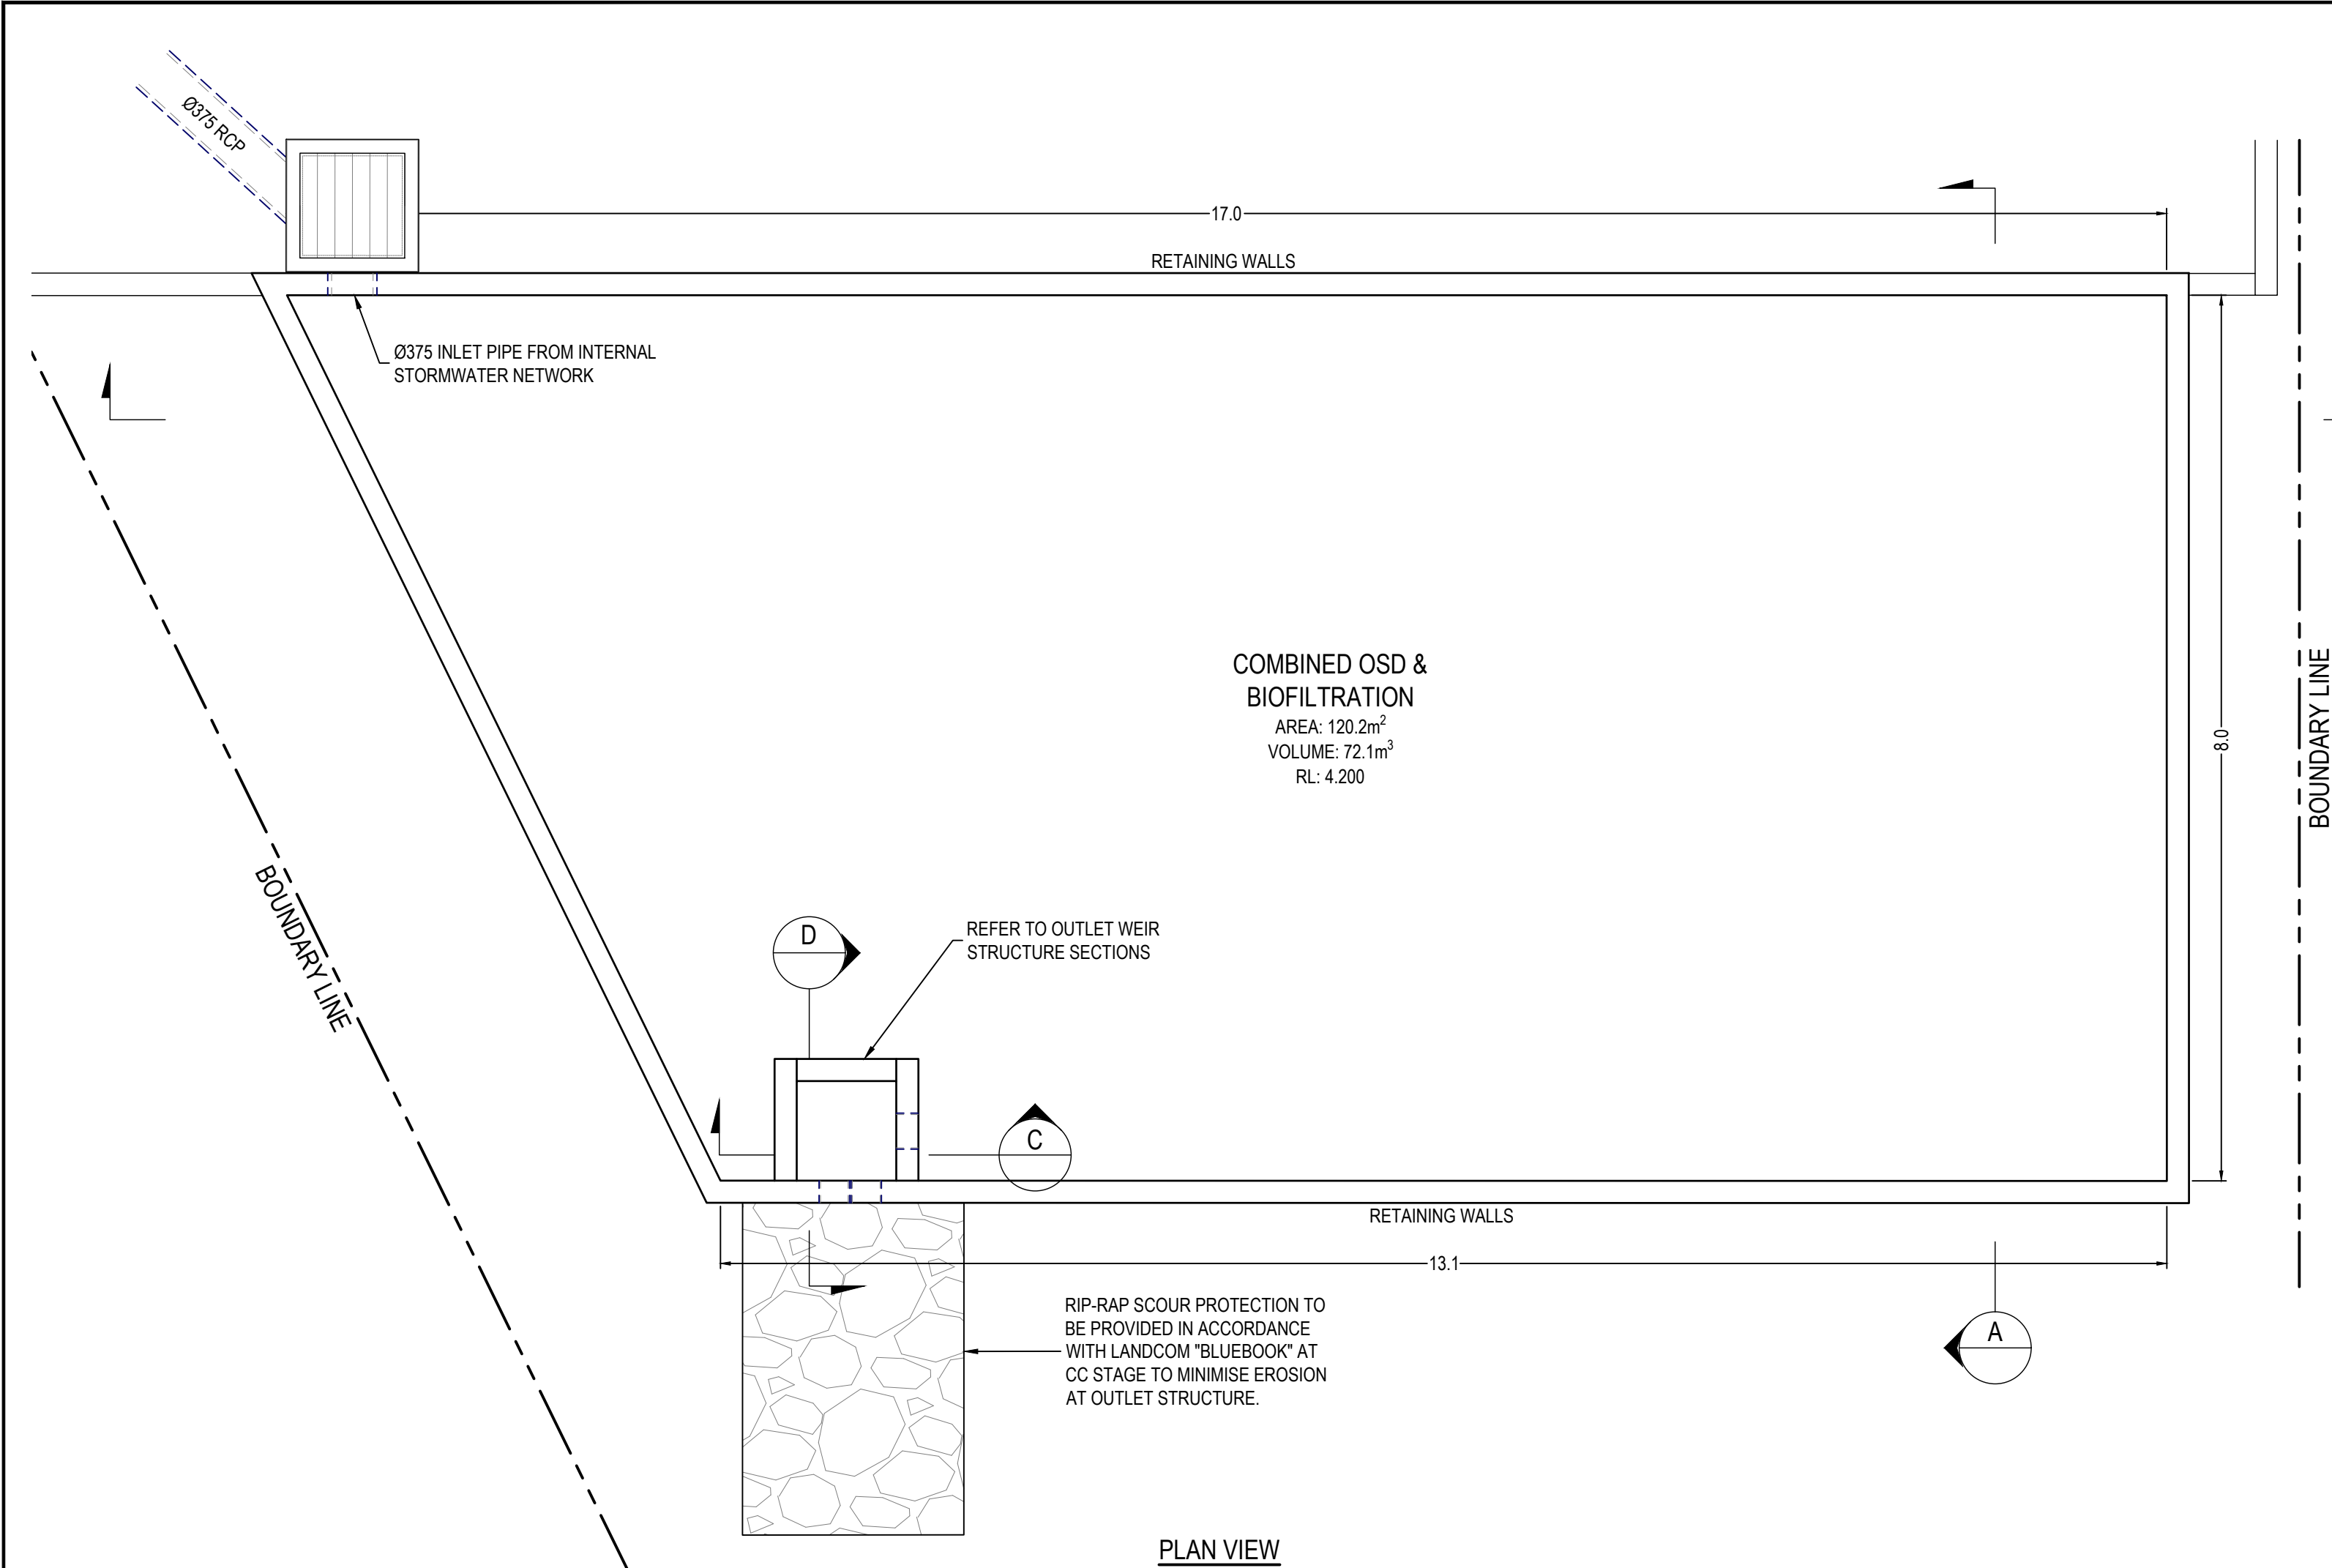 Ø375 RCP
17.0
RETAINING WALLS
Ø375 INLET PIPE FROM INTERNAL
STORMWATER NETWORK
COMBINED OSD &
BIOFILTRATION
AREA: 120.2m²
VOLUME: 72.1m³
RL: 4.200
8.0
BOUNDARY LINE
BOUNDARY LINE
D
REFER TO OUTLET WEIR
STRUCTURE SECTIONS
C
RETAINING WALLS
13.1
RIP-RAP SCOUR PROTECTION TO
BE PROVIDED IN ACCORDANCE
WITH LANDCOM "BLUEBOOK" AT
CC STAGE TO MINIMISE EROSION
AT OUTLET STRUCTURE.
A
PLAN VIEW